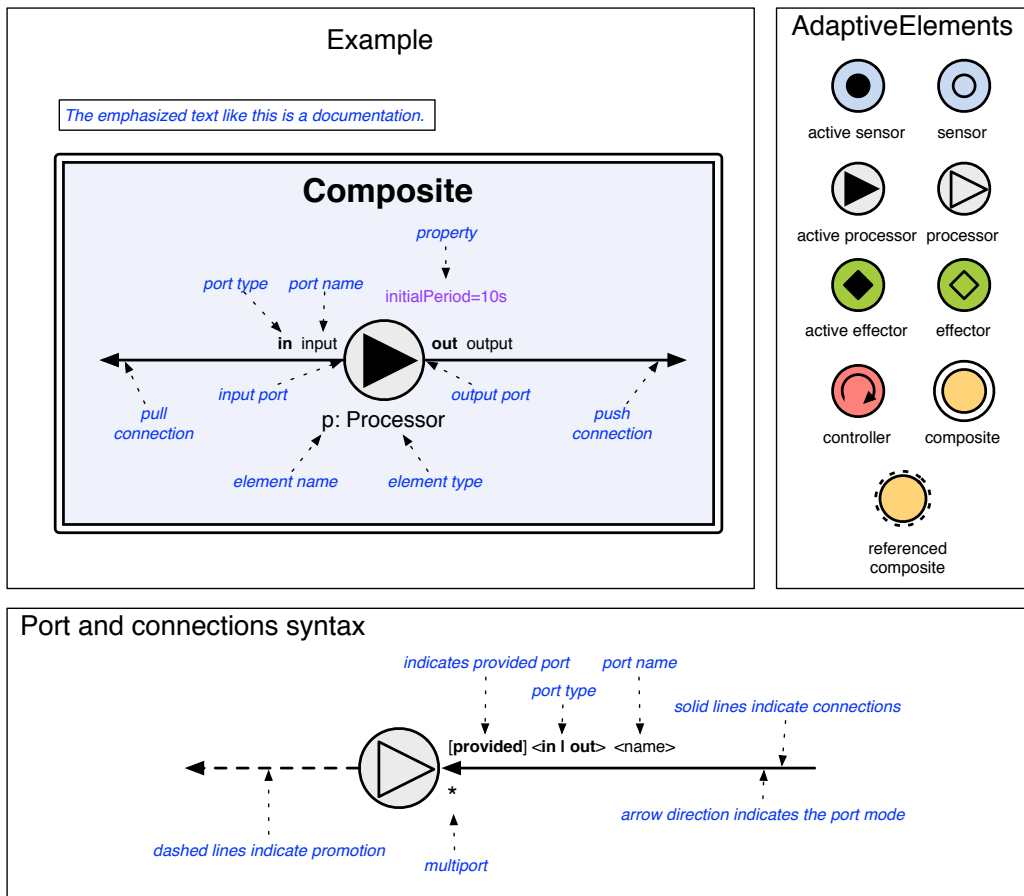 Example
The emphasized text like this is a documentation.
Composite
property
port type
port name
initialPeriod=10s
in input
out output
input port
output port
pull
connection
push
connection
p: Processor
element name
element type
AdaptiveElements
active sensor
sensor
active processor
processor
active effector
effector
controller
composite
referenced
composite
Port and connections syntax
indicates provided port
port name
port type
solid lines indicate connections
[provided] <in | out> <name>
*
arrow direction indicates the port mode
dashed lines indicate promotion
multiport